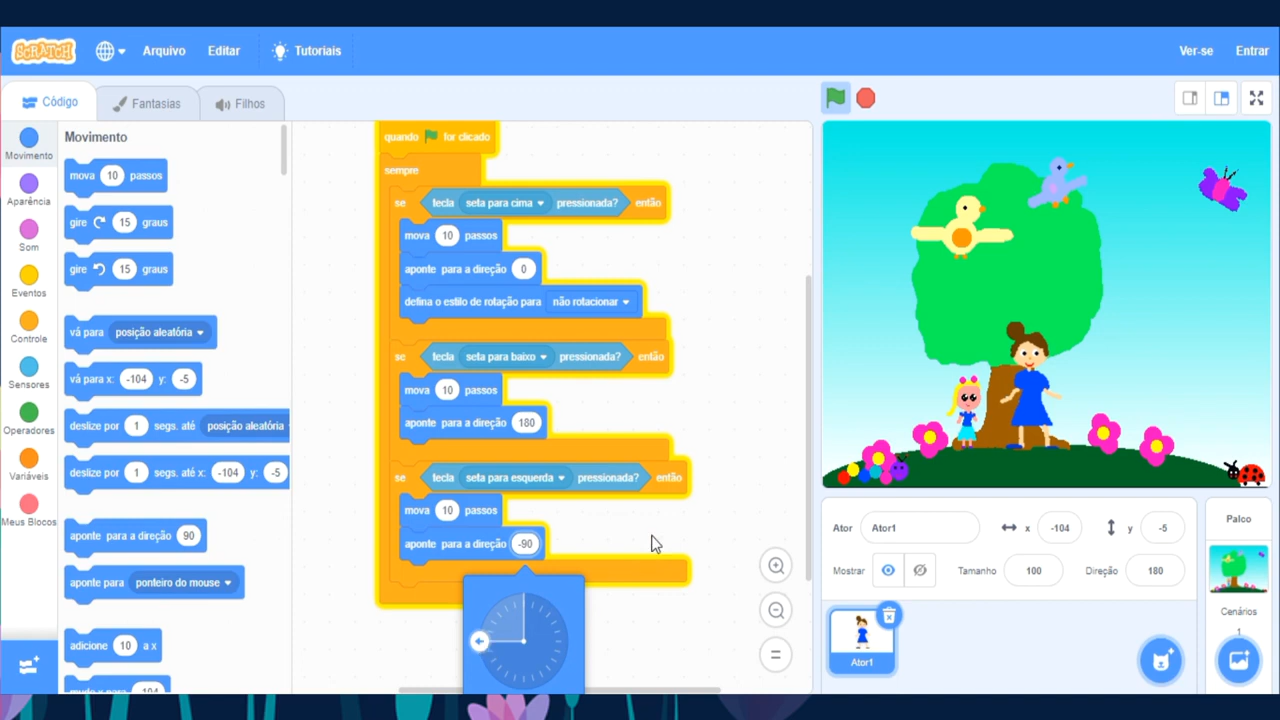 SCRATCH
Arquivo
Editar
Tutoriais
Ver-se
Entrar
Código
Fantasias
Filhos
Movimento
Aparência
Som
Eventos
Controle
Sensores
Operadores
Variáveis
Meus Blocos
Movimento
mova 10 passos
gire 15 graus
gire 15 graus
vá para posição aleatória
vá para x: -104 y: -5
deslize por 1 segs. até posição aleatória
deslize por 1 segs. até x: -104 y: -5
aponte para a direção 90
aponte para ponteiro do mouse
adicione 10 a x
quando for clicado
sempre
se tecla seta para cima pressionada? então
mova 10 passos
aponte para a direção 0
defina o estilo de rotação para não rotacionar
se tecla seta para baixo pressionada? então
mova 10 passos
aponte para a direção 180
se tecla seta para esquerda pressionada? então
mova 10 passos
aponte para a direção -90
Ator Ator1 x -104 y -5
Mostrar Tamanho 100 Direção 180
Ator1
Palco
Cenários
1